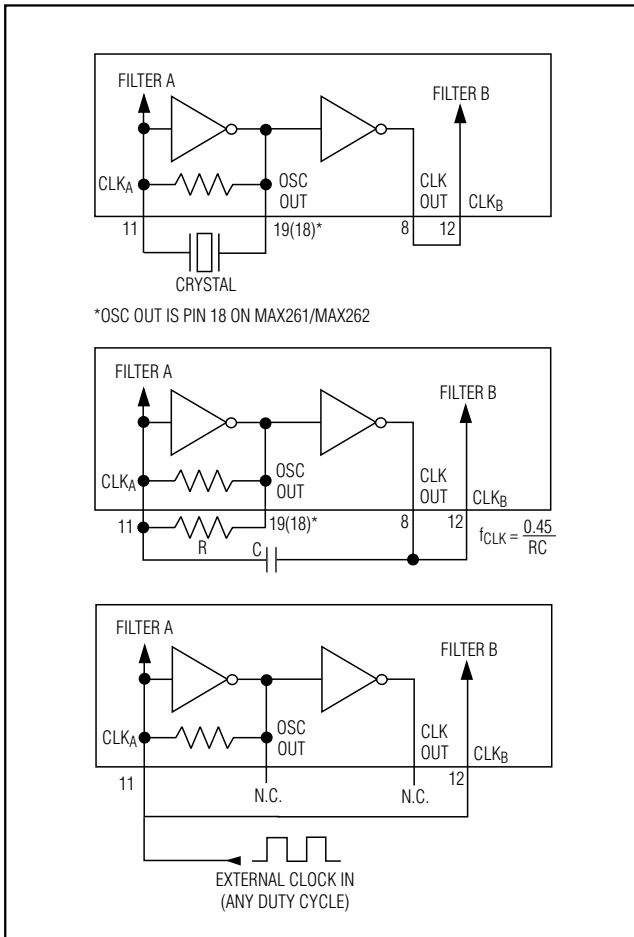 FILTER A
FILTER B
CLKA
OSC
OUT
CLK
OUT
CLKB
11
19(18)*
8
12
CRYSTAL
*OSC OUT IS PIN 18 ON MAX261/MAX262
FILTER A
FILTER B
CLKA
OSC
OUT
CLK
OUT
CLKB
11
19(18)*
8
12
R
C
fCLK = 0.45
RC
FILTER A
FILTER B
CLKA
OSC
OUT
CLK
OUT
CLKB
11
N.C.
N.C.
12
EXTERNAL CLOCK IN
(ANY DUTY CYCLE)